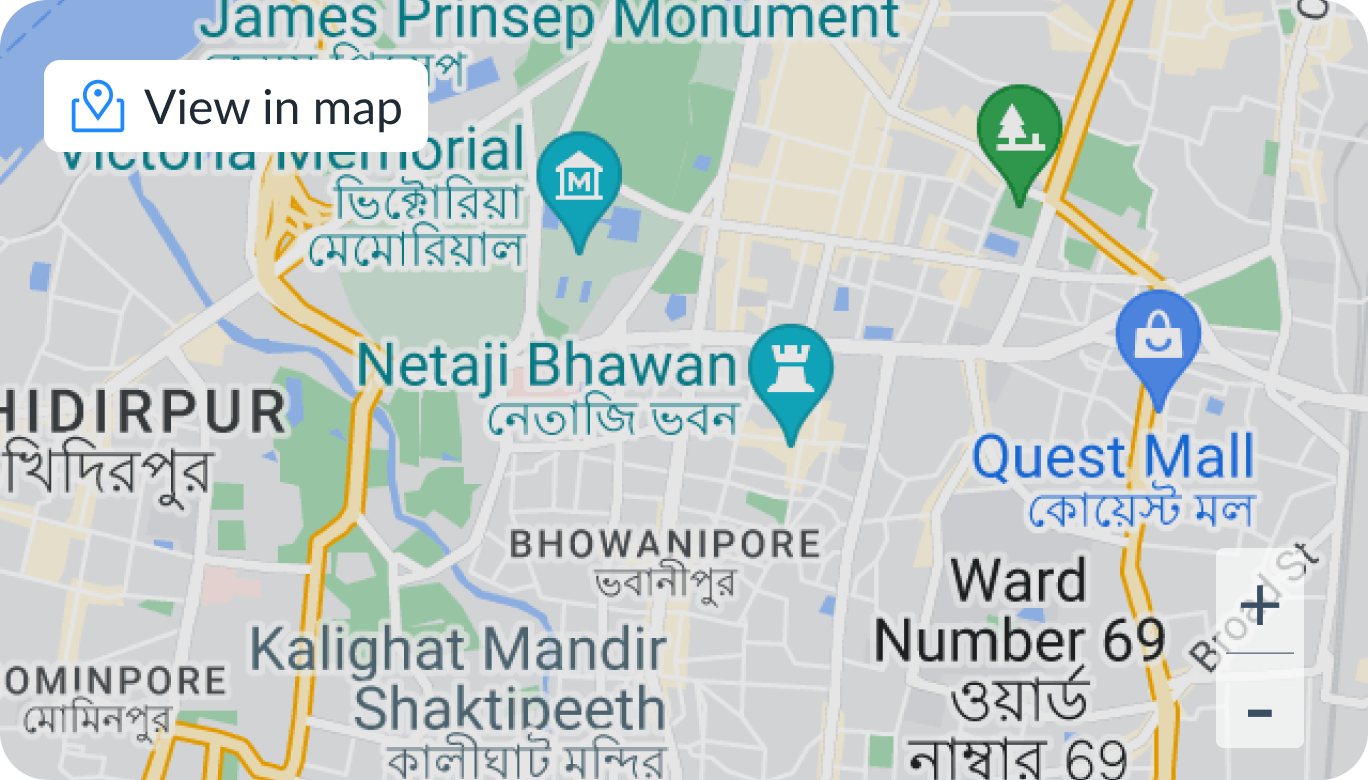 James Prinsep Monument
View in map
Victoria Memorial
ভিক্টোরিয়া
মেমোরিয়াল
Netaji Bhawan
নেতাজি ভবন
HIDIRPUR
খিদিরপুর
Quest Mall
কোয়েস্ট মল
BHOWANIPORE
ভবানীপুর
Ward
Number 69
ওয়ার্ড
নাম্বার 69
Broad St
+
-
Kalighat Mandir
Shaktipeeth
কালীঘাট মন্দির
OMINPORE
মোমিনপুর